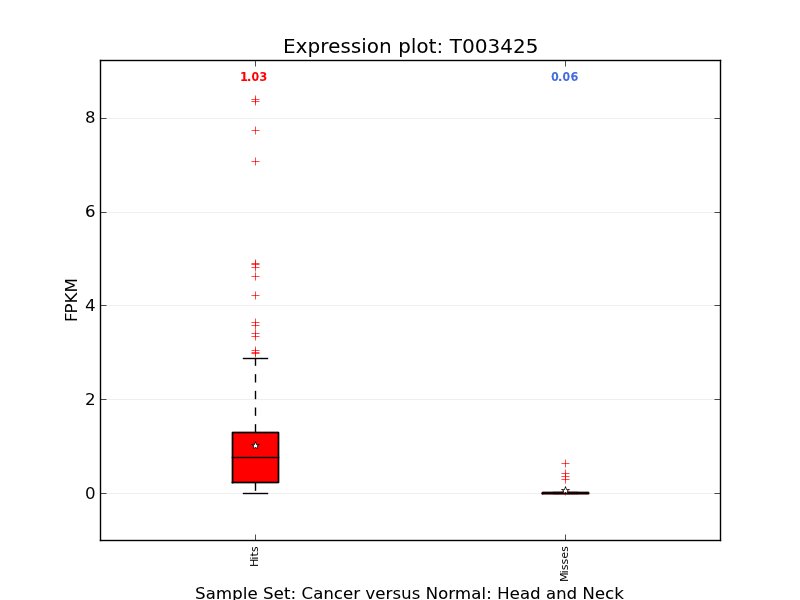 Expression plot: T003425
1.03
0.06
8
6
4
2
0
FPKM
Hits
Misses
Sample Set: Cancer versus Normal: Head and Neck